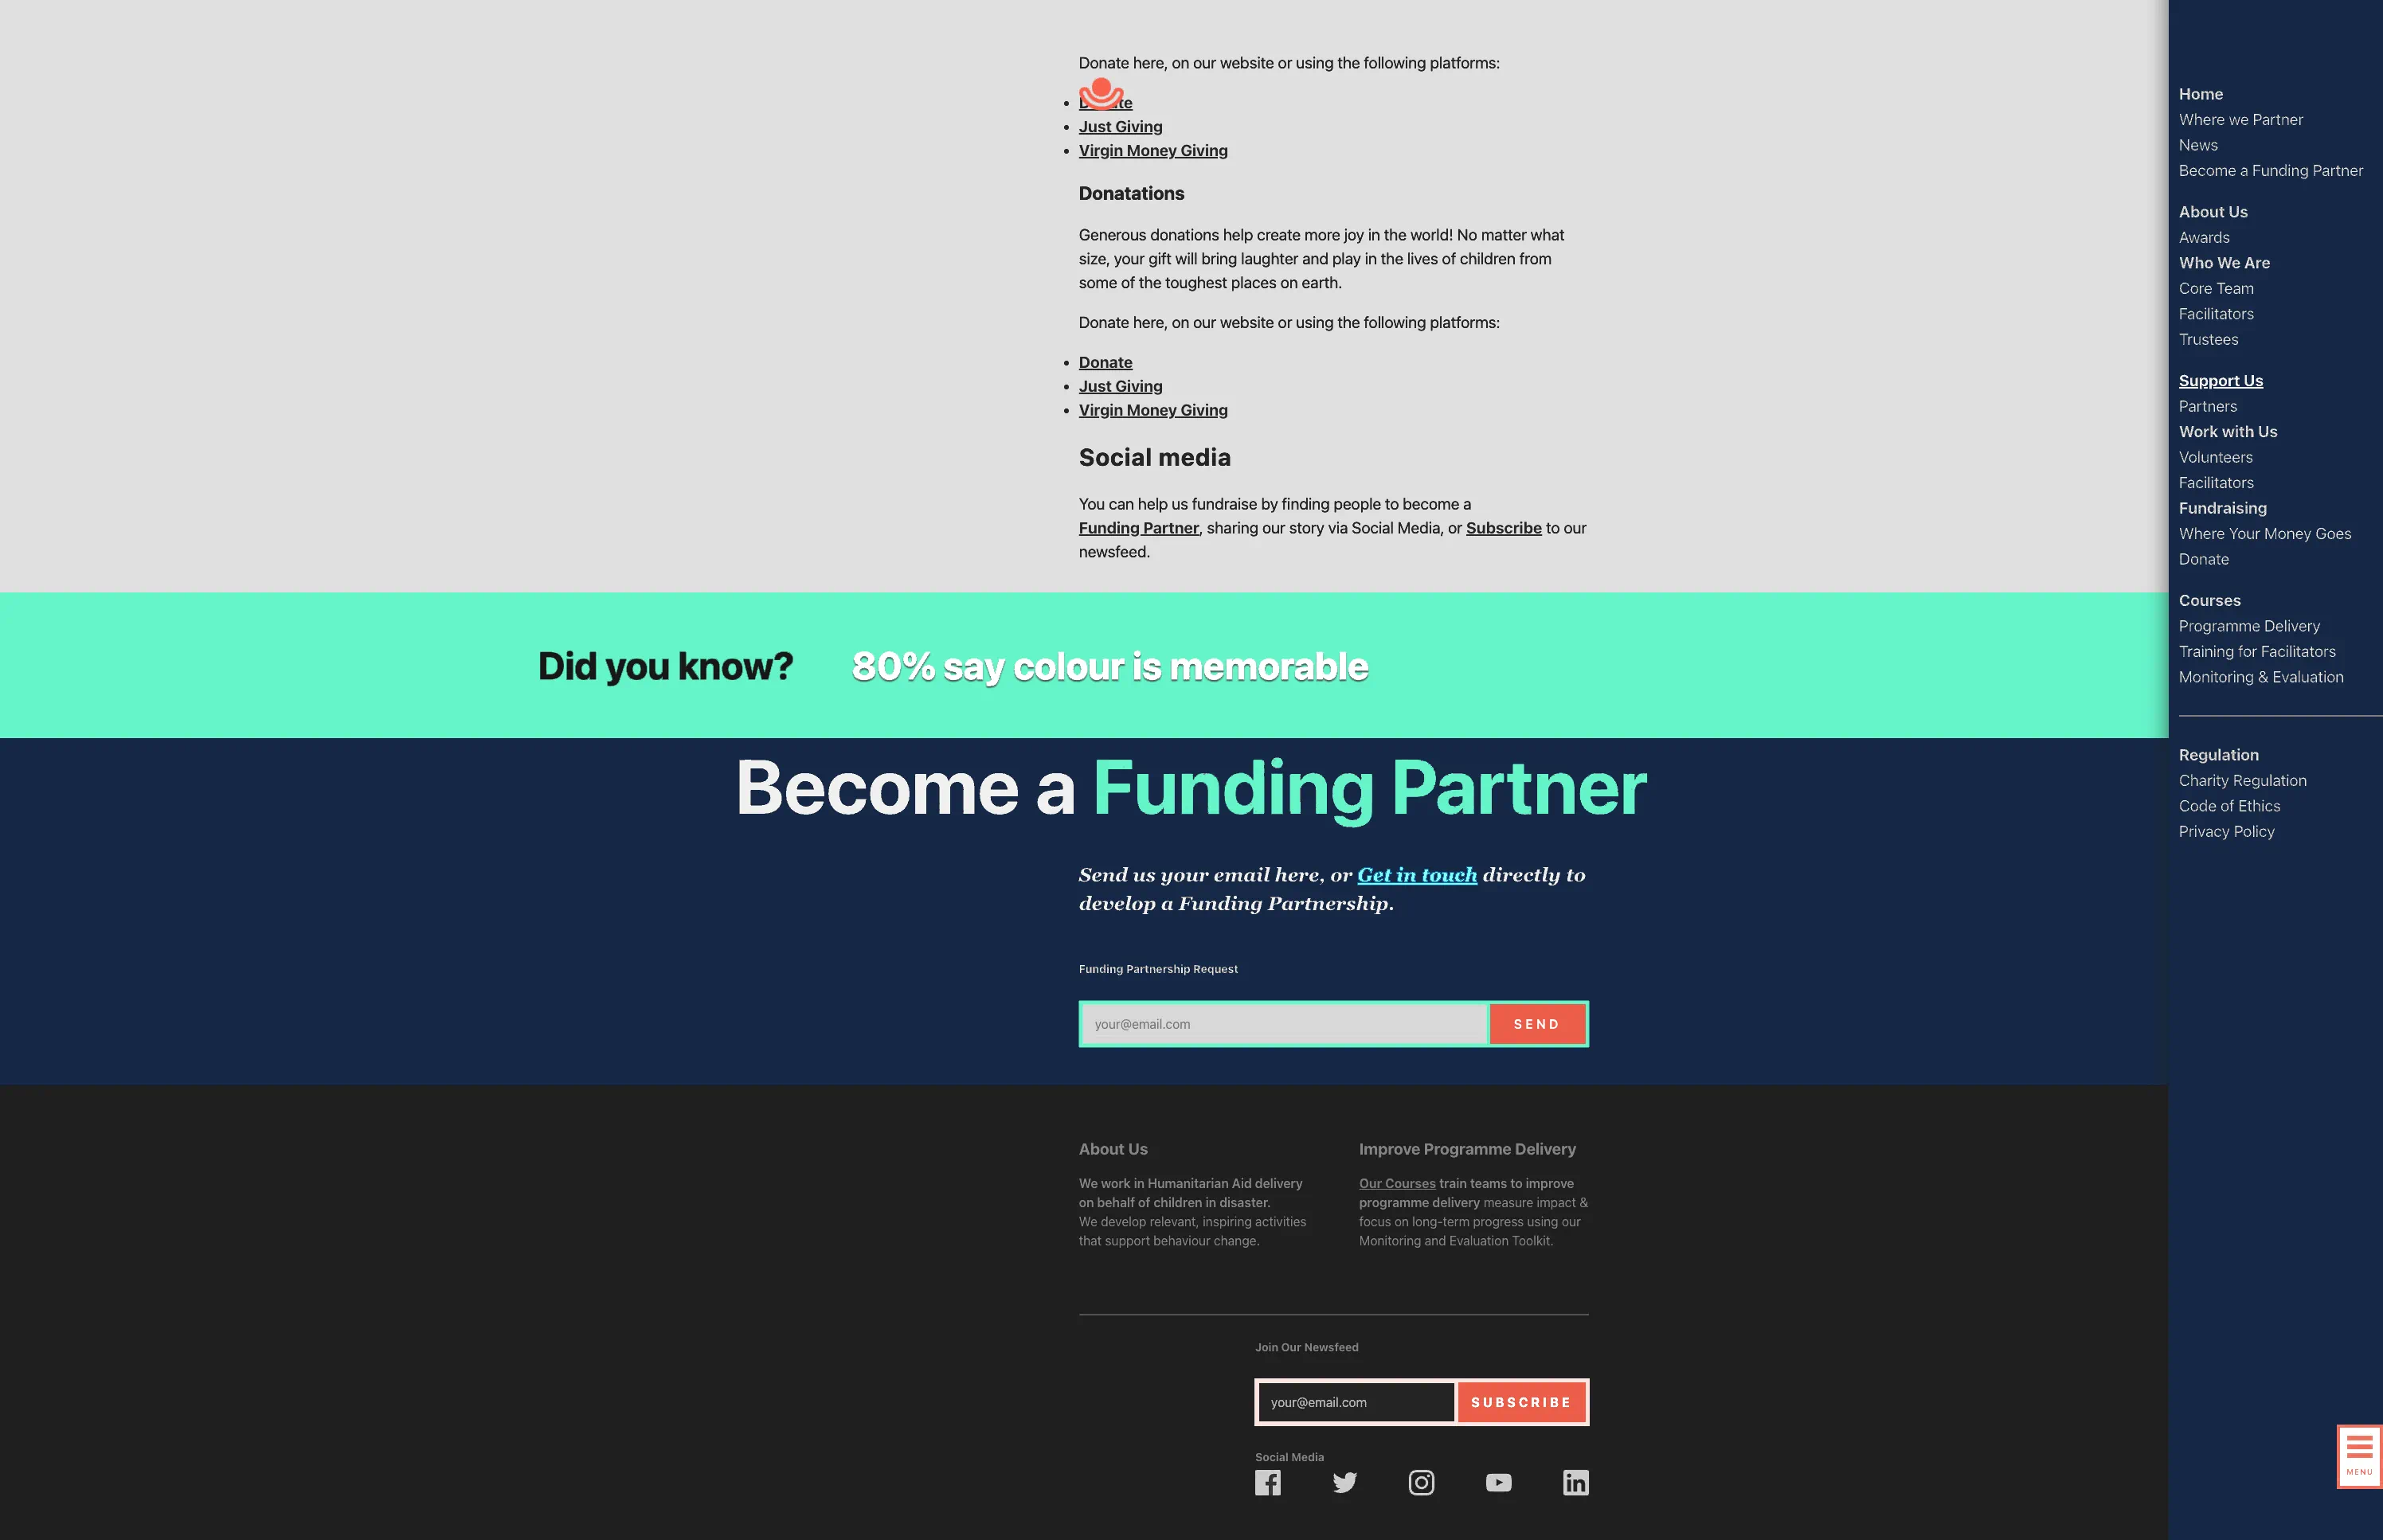 Donate here, on our website or using the following platforms:
Donate
Just Giving
Virgin Money Giving
Donatations
Generous donations help create more joy in the world! No matter what
size, your gift will bring laughter and play in the lives of children from
some of the toughest places on earth.
Donate here, on our website or using the following platforms:
Donate
Just Giving
Virgin Money Giving
Social media
You can help us fundraise by finding people to become a
Funding Partner, sharing our story via Social Media, or Subscribe to our
newsfeed.
Did you know? 80% say colour is memorable
Become a Funding Partner
Send us your email here, or Get in touch directly to
develop a Funding Partnership.
Funding Partnership Request
your@email.com SEND
About Us
We work in Humanitarian Aid delivery
on behalf of children in disaster.
We develop relevant, inspiring activities
that support behaviour change.
Improve Programme Delivery
Our Courses train teams to improve
programme delivery measure impact &
focus on long-term progress using our
Monitoring and Evaluation Toolkit.
Join Our Newsfeed
your@email.com SUBSCRIBE
Social Media
Home
Where we Partner
News
Become a Funding Partner
About Us
Awards
Who We Are
Core Team
Facilitators
Trustees
Support Us
Partners
Work with Us
Volunteers
Facilitators
Fundraising
Where Your Money Goes
Donate
Courses
Programme Delivery
Training for Facilitators
Monitoring & Evaluation
Regulation
Charity Regulation
Code of Ethics
Privacy Policy
MENU